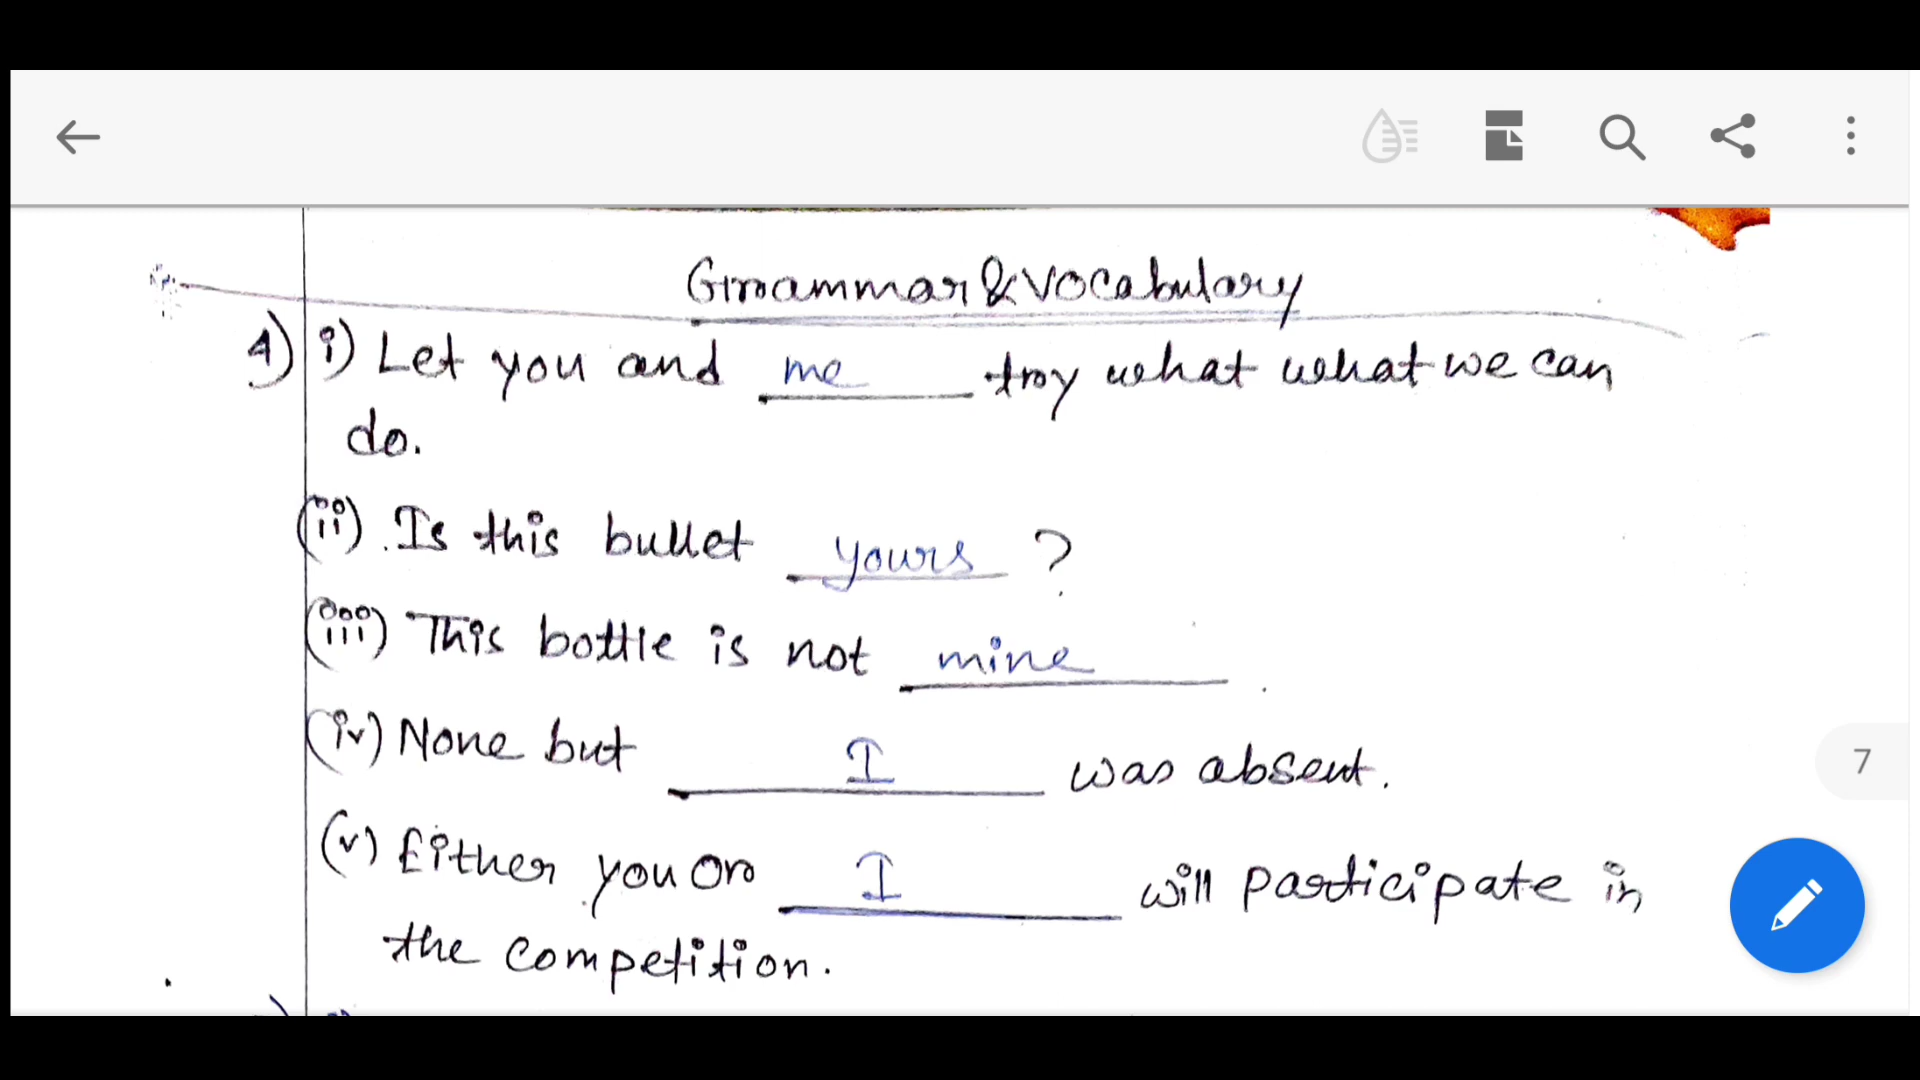 Grammar & Vocabulary
4) i) Let you and me try what what we can
do.
(ii) Is this bullet yours ?
(iii) This bottle is not mine .
(iv) None but I was absent.
(v) Either you or I will participate in
the competition.
7